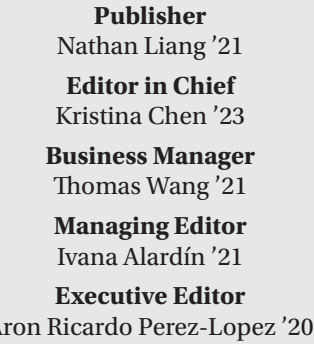 Publisher
Nathan Liang ’21
Editor in Chief
Kristina Chen ’23
Business Manager
Thomas Wang ’21
Managing Editor
Ivana Alardín ’21
Executive Editor
Ricardo Perez-Lopez ’20